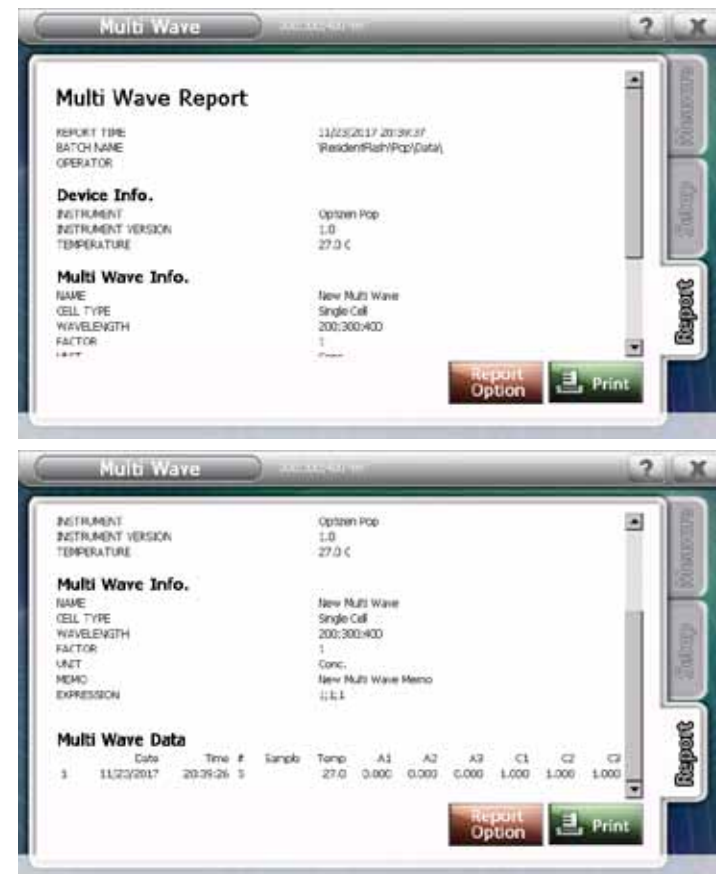 Multi Wave
? X
Multi Wave Report
REPORT TIME 11/23/2017 20:39:37
BATCH NAME \ResidentFlash\Pop\Data\
OPERATOR
Device Info.
INSTRUMENT Optizen Pop
INSTRUMENT VERSION 1.0
TEMPERATURE 27.0 C
Multi Wave Info.
NAME New Multi Wave
CELL TYPE Single Cell
WAVELENGTH 200;300;400
FACTOR 1
UNIT Conc.
Report Option
Print
Measure
Setup
Report
Multi Wave
? X
INSTRUMENT Optizen Pop
INSTRUMENT VERSION 1.0
TEMPERATURE 27.0 C
Multi Wave Info.
NAME New Multi Wave
CELL TYPE Single Cell
WAVELENGTH 200;300;400
FACTOR 1
UNIT Conc.
MEMO New Multi Wave Memo
EXPRESSION 1;1;1
Multi Wave Data
Date Time # Sample Temp A1 A2 A3 C1 C2 C3
1 11/23/2017 20:39:26 S 27.0 0.000 0.000 0.000 1.000 1.000 1.000
Report Option
Print
Measure
Setup
Report